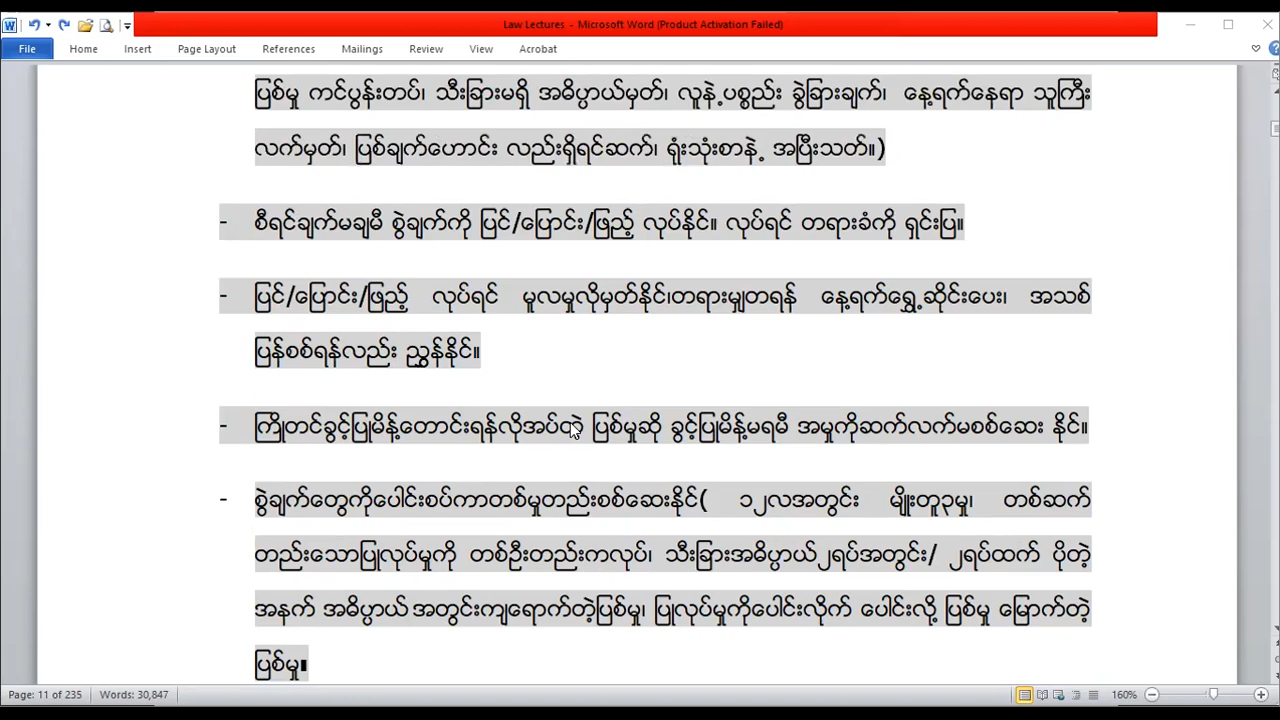 Law Lectures - Microsoft Word (Product Activation Failed)
File Home Insert Page Layout References Mailings Review View Acrobat
ပြစ်မှု ကင်ပွန်းတပ်၊ သီးခြားမရှိ အဓိပ္ပာယ်မှတ်၊ လူနဲ့ပစ္စည်း ခွဲခြားချက်၊ နေ့ရက်နေရာ သူကြီး
လက်မှတ်၊ ပြစ်ချက်ဟောင်း လည်းရှိရင်ဆက်၊ ရုံးသုံးစာနဲ့ အပြီးသတ်။)
- စီရင်ချက်မချမီ စွဲချက်ကို ပြင်/ပြောင်း/ဖြည့် လုပ်နိုင်။ လုပ်ရင် တရားခံကို ရှင်းပြ။
- ပြင်/ပြောင်း/ဖြည့် လုပ်ရင် မူလမှုလိုမှတ်နိုင်၊တရားမျှတရန် နေ့ရက်ရွှေ့ဆိုင်းပေး၊ အသစ်
ပြန်စစ်ရန်လည်း ညွှန်နိုင်။
- ကြိုတင်ခွင့်ပြုမိန့်တောင်းရန်လိုအပ်တဲ့ ပြစ်မှုဆို ခွင့်ပြုမိန့်မရမီ အမှုကိုဆက်လက်မစစ်ဆေး နိုင်။
- စွဲချက်တွေကိုပေါင်းစပ်ကာတစ်မှုတည်းစစ်ဆေးနိုင်( ၁၂လအတွင်း မျိုးတူ၃မှု၊ တစ်ဆက်
တည်းသောပြုလုပ်မှုကို တစ်ဦးတည်းကလုပ်၊ သီးခြားအဓိပ္ပာယ်၂ရပ်အတွင်း/ ၂ရပ်ထက် ပိုတဲ့
အနက် အဓိပ္ပာယ် အတွင်းကျရောက်တဲ့ပြစ်မှု၊ ပြုလုပ်မှုကိုပေါင်းလိုက် ပေါင်းလို့ ပြစ်မှု မြောက်တဲ့
ပြစ်မှု။
Page: 11 of 235 Words: 30,847 160%